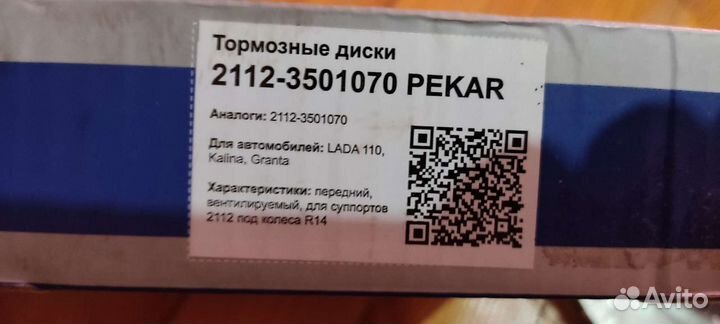 Тормозные диски
2112-3501070 PEKAR
Аналоги: 2112-3501070
Для автомобилей: LADA 110,
Kalina, Granta
Характеристики: передний,
вентилируемый, для суппортов
2112 под колеса R14
Avito